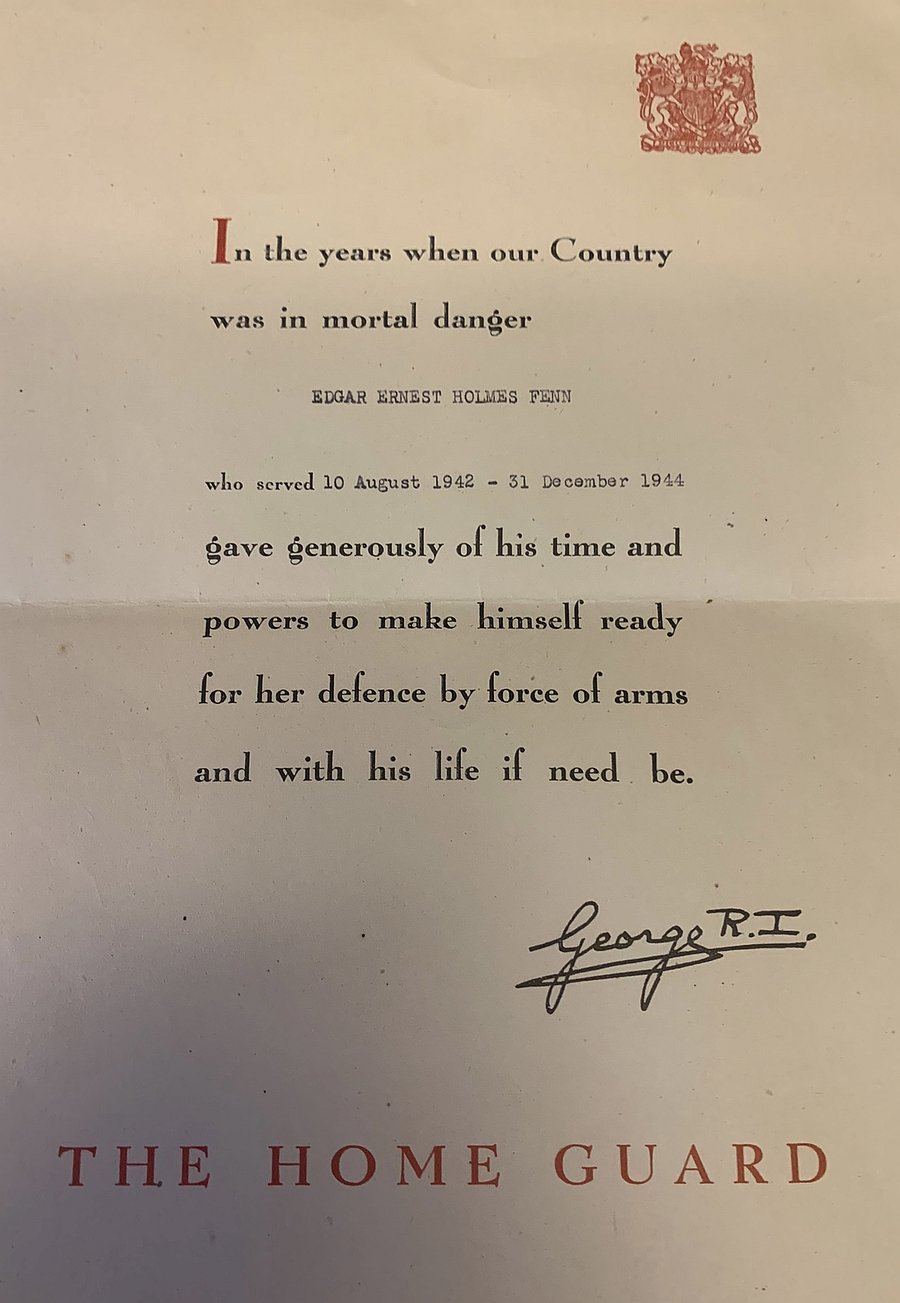 In the years when our Country
was in mortal danger
EDGAR ERNEST HOLMES FENN
who served 10 August 1942 - 31 December 1944
gave generously of his time and
powers to make himself ready
for her defence by force of arms
and with his life if need be.
George R.I.
THE HOME GUARD